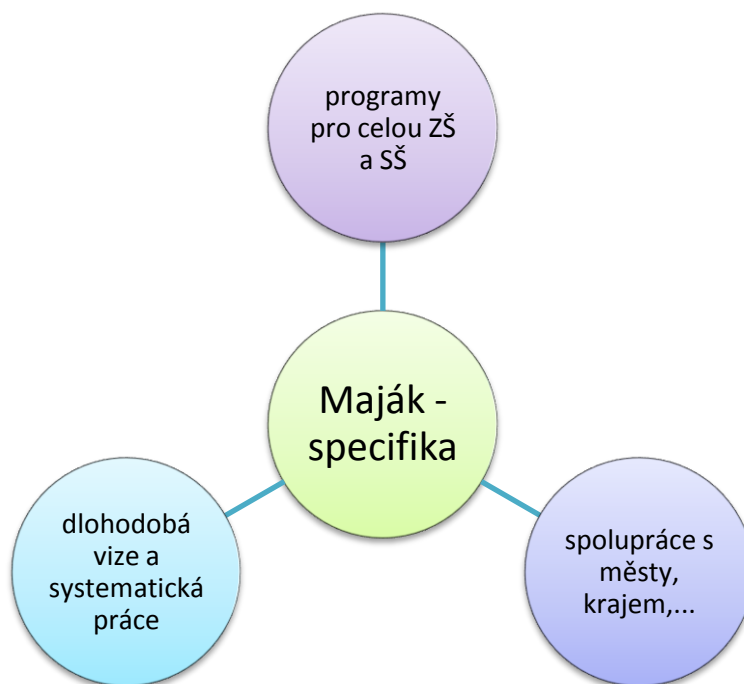 programy
pro celou ZŠ
a SŠ
Maják -
specifika
dlohodobá
vize a
systematická
práce
spolupráce s
městy,
krajem,...